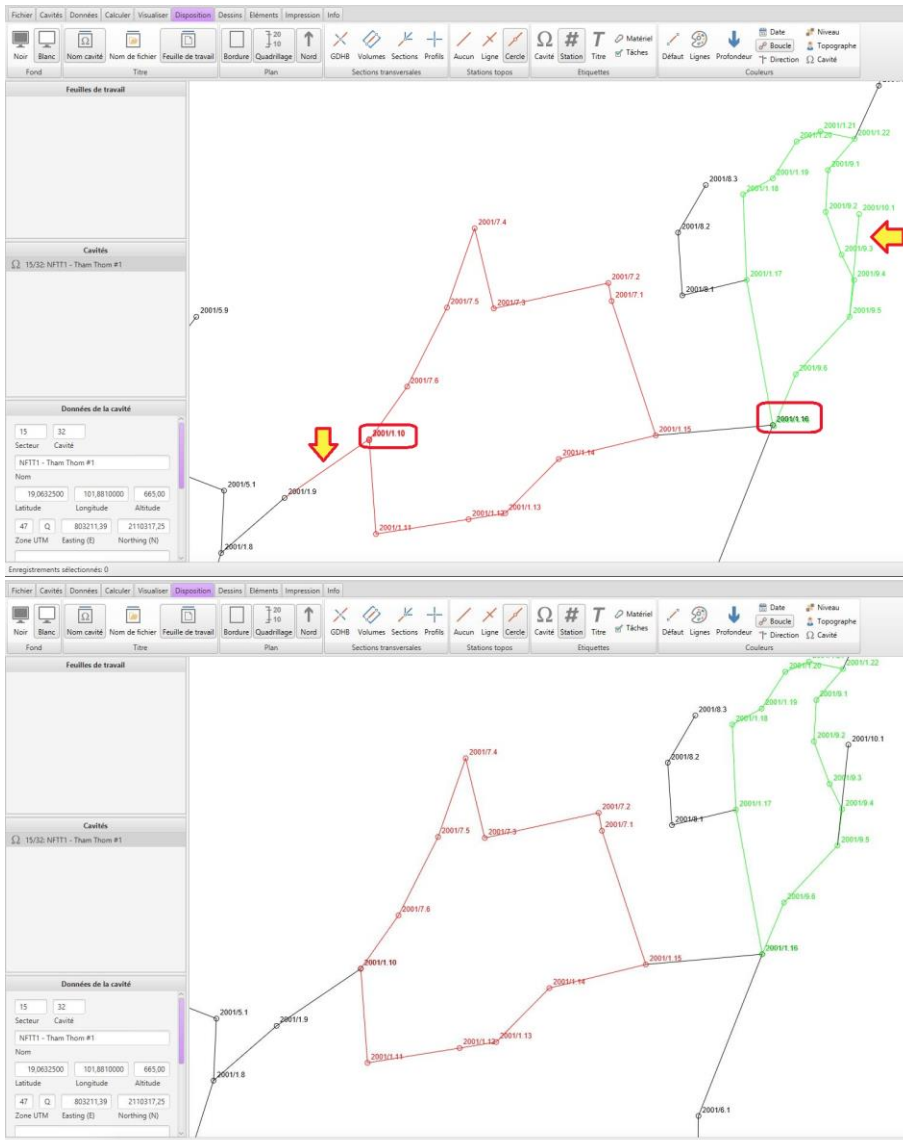 Fichier Cavités Données Calculer Visualiser Disposition Dessins Eléments Impression Info
Noir Blanc Nom cavité Nom de fichier Feuille de travail Bordure Quadrillage Nord GDHB Volumes Sections Profils Aucun Ligne Cercle Cavité Station Titre Matériel Tâches Défaut Lignes Profondeur Date Boucle Direction Niveau Topographe Cavité
Fond Titre Plan Sections transversales Stations topos Etiquettes Couleurs
Feuilles de travail
Cavités
15/32: NFTT1 - Tham Thom #1
Données de la cavité
15 32
Secteur Cavité
NFTT1 - Tham Thom #1
Nom
19,0632500 101,8810000 665,00
Latitude Longitude Altitude
47 Q 803211,39 2110317,25
Zone UTM Easting (E) Northing (N)
Enregistrements sélectionnés: 0
2001/1.21
2001/1.20
2001/1.22
2001/9.1
2001/1.19
2001/8.3
2001/1.18
2001/9.2
2001/10.1
2001/7.4
2001/8.2
2001/9.3
2001/7.2
2001/1.17
2001/9.4
2001/8.1
2001/7.1
2001/7.5
2001/7.3
2001/5.9
2001/9.5
2001/9.6
2001/7.6
2001/1.16
2001/1.10
2001/1.15
2001/1.14
2001/5.1
2001/1.9
2001/1.13
2001/1.12
2001/1.11
2001/1.8
Fichier Cavités Données Calculer Visualiser Disposition Dessins Eléments Impression Info
Noir Blanc Nom cavité Nom de fichier Feuille de travail Bordure Quadrillage Nord GDHB Volumes Sections Profils Aucun Ligne Cercle Cavité Station Titre Matériel Tâches Défaut Lignes Profondeur Date Boucle Direction Niveau Topographe Cavité
Fond Titre Plan Sections transversales Stations topos Etiquettes Couleurs
Feuilles de travail
Cavités
15/32: NFTT1 - Tham Thom #1
Données de la cavité
15 32
Secteur Cavité
NFTT1 - Tham Thom #1
Nom
19,0632500 101,8810000 665,00
Latitude Longitude Altitude
47 Q 803211,39 2110317,25
Zone UTM Easting (E) Northing (N)
2001/1.22
2001/1.20
2001/9.1
2001/1.19
2001/8.3
2001/1.18
2001/9.2
2001/10.1
2001/7.4
2001/8.2
2001/9.3
2001/7.2
2001/1.17
2001/9.4
2001/8.1
2001/7.1
2001/7.5
2001/7.3
2001/9.5
2001/9.6
2001/7.6
2001/1.16
2001/1.10
2001/1.15
2001/1.14
2001/5.1
2001/1.9
2001/1.13
2001/1.12
2001/1.11
2001/1.8
2001/6.1